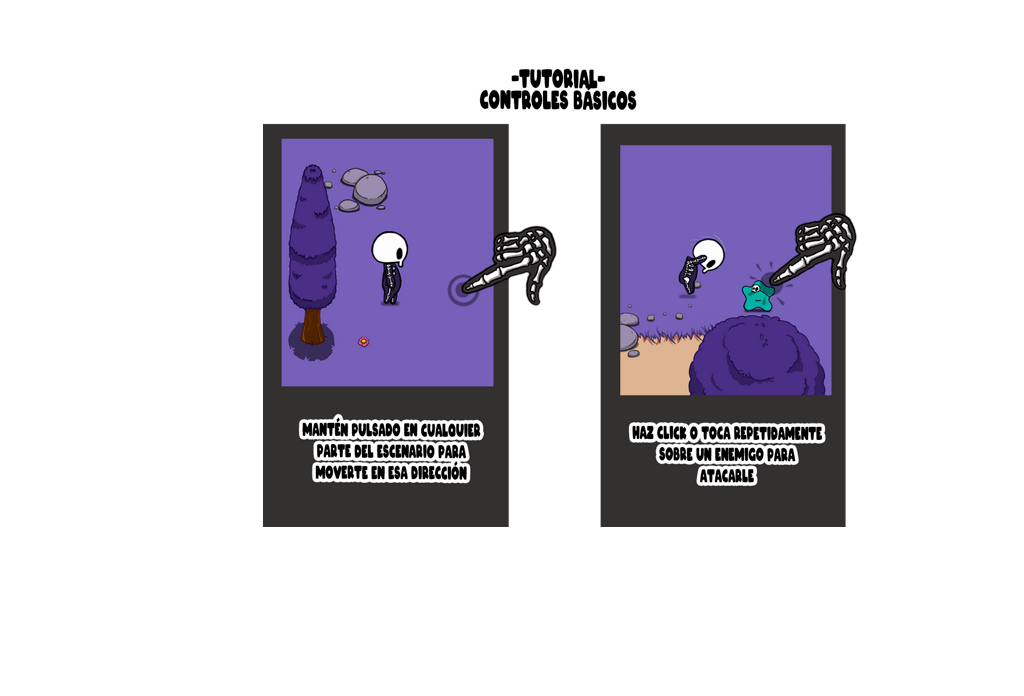 -TUTORIAL-
CONTROLES BÁSICOS
MANTÉN PULSADO EN CUALQUIER
PARTE DEL ESCENARIO PARA
MOVERTE EN ESA DIRECCIÓN
HAZ CLICK O TOCA REPETIDAMENTE
SOBRE UN ENEMIGO PARA
ATACARLE